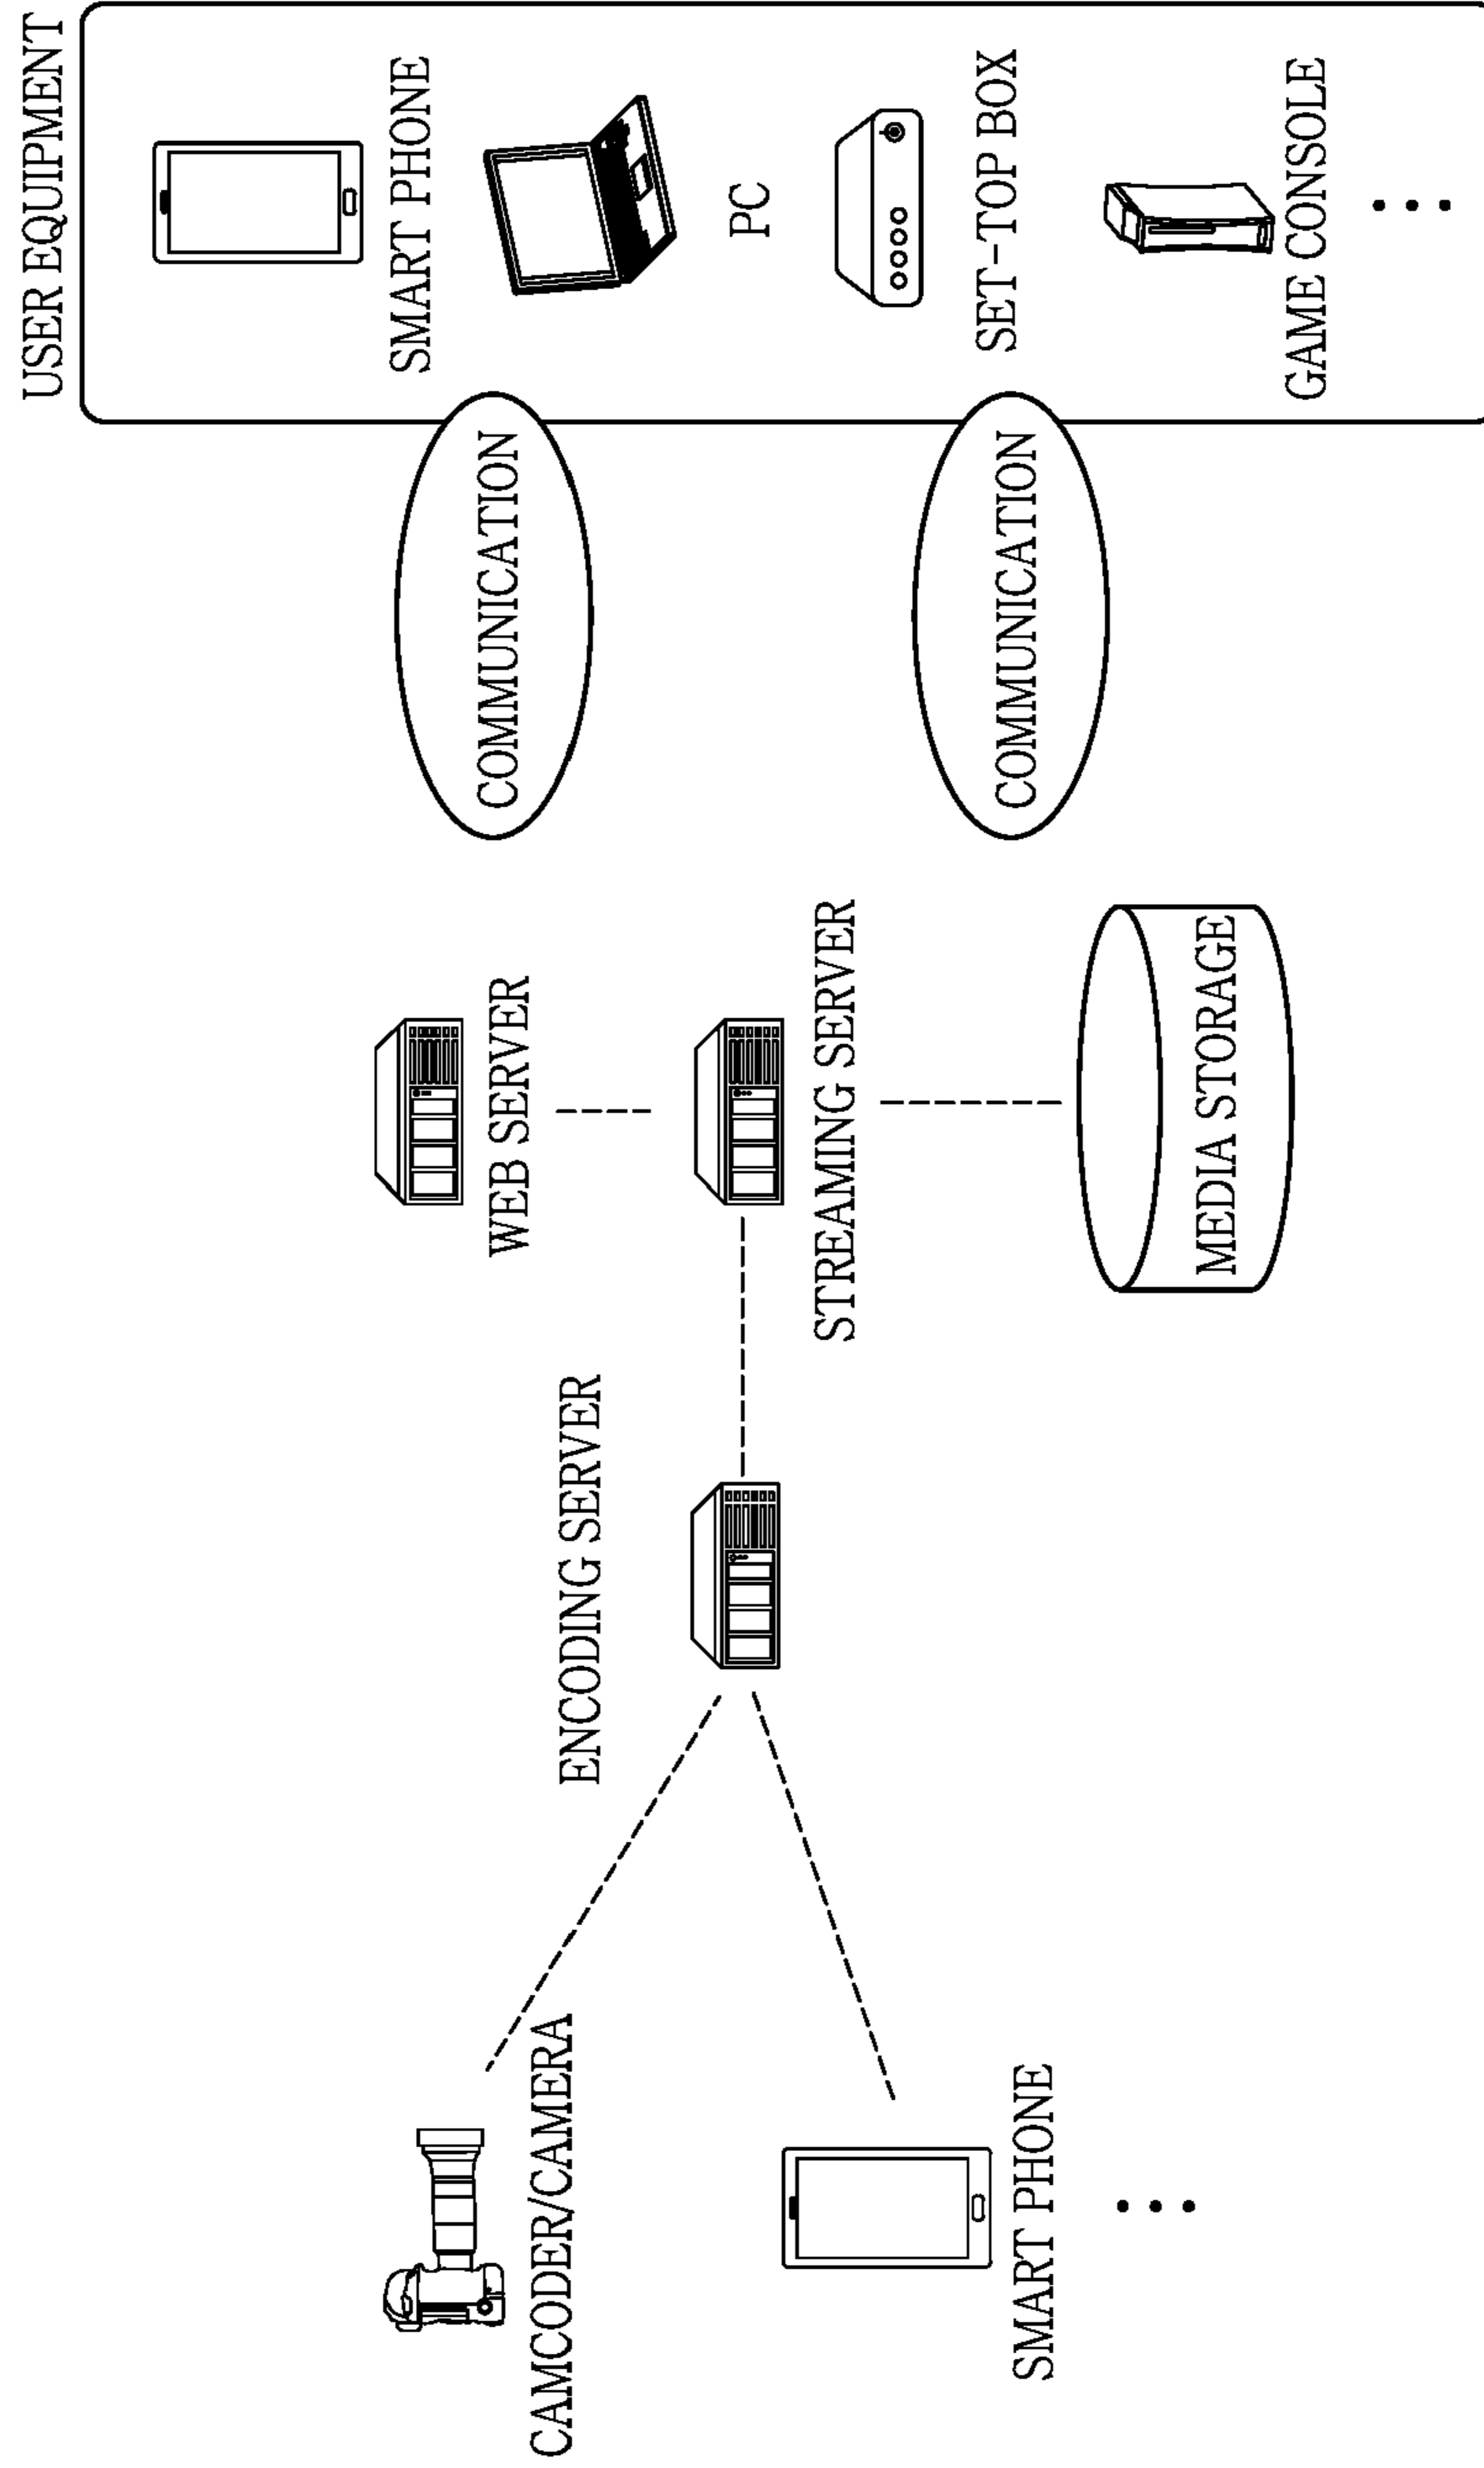 USER EQUIPMENT
SMART PHONE
PC
SET-TOP BOX
GAME CONSOLE
COMMUNICATION
COMMUNICATION
WEB SERVER
STREAMING SERVER
MEDIA STORAGE
ENCODING SERVER
CAMCODER/CAMERA
SMART PHONE